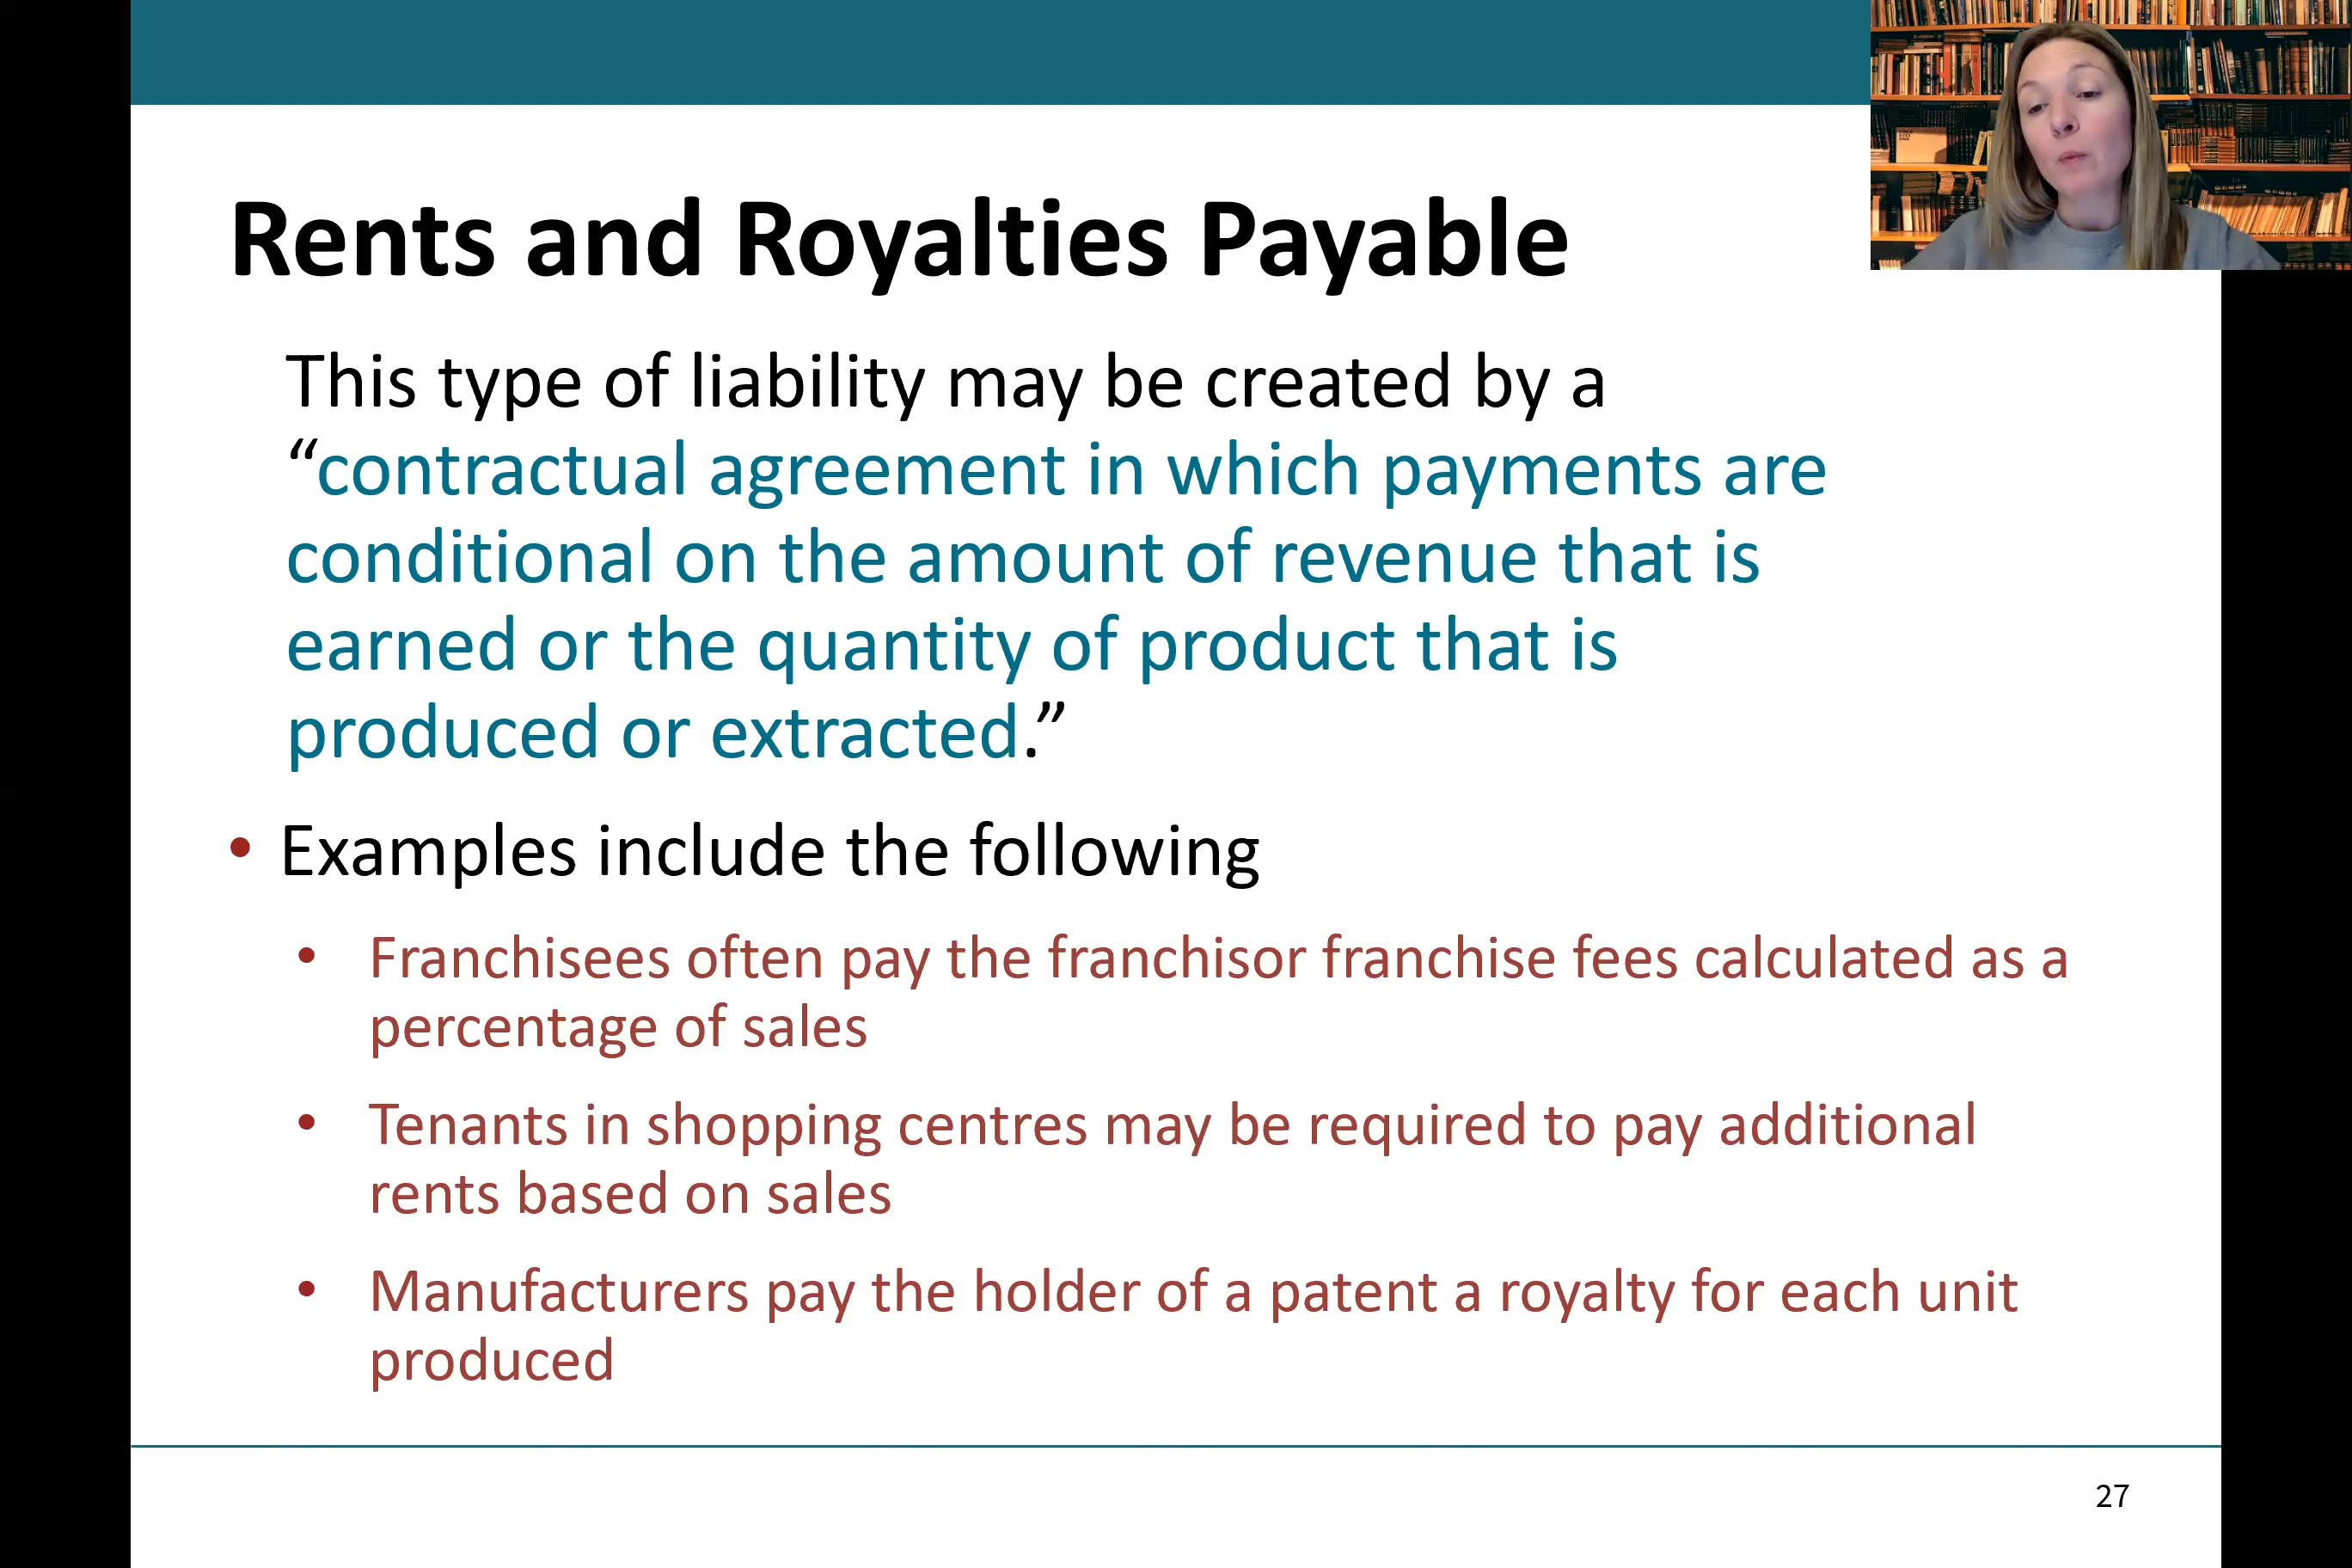 Rents and Royalties Payable
This type of liability may be created by a
“contractual agreement in which payments are
conditional on the amount of revenue that is
earned or the quantity of product that is
produced or extracted.”
• Examples include the following
• Franchisees often pay the franchisor franchise fees calculated as a
percentage of sales
• Tenants in shopping centres may be required to pay additional
rents based on sales
• Manufacturers pay the holder of a patent a royalty for each unit
produced
27